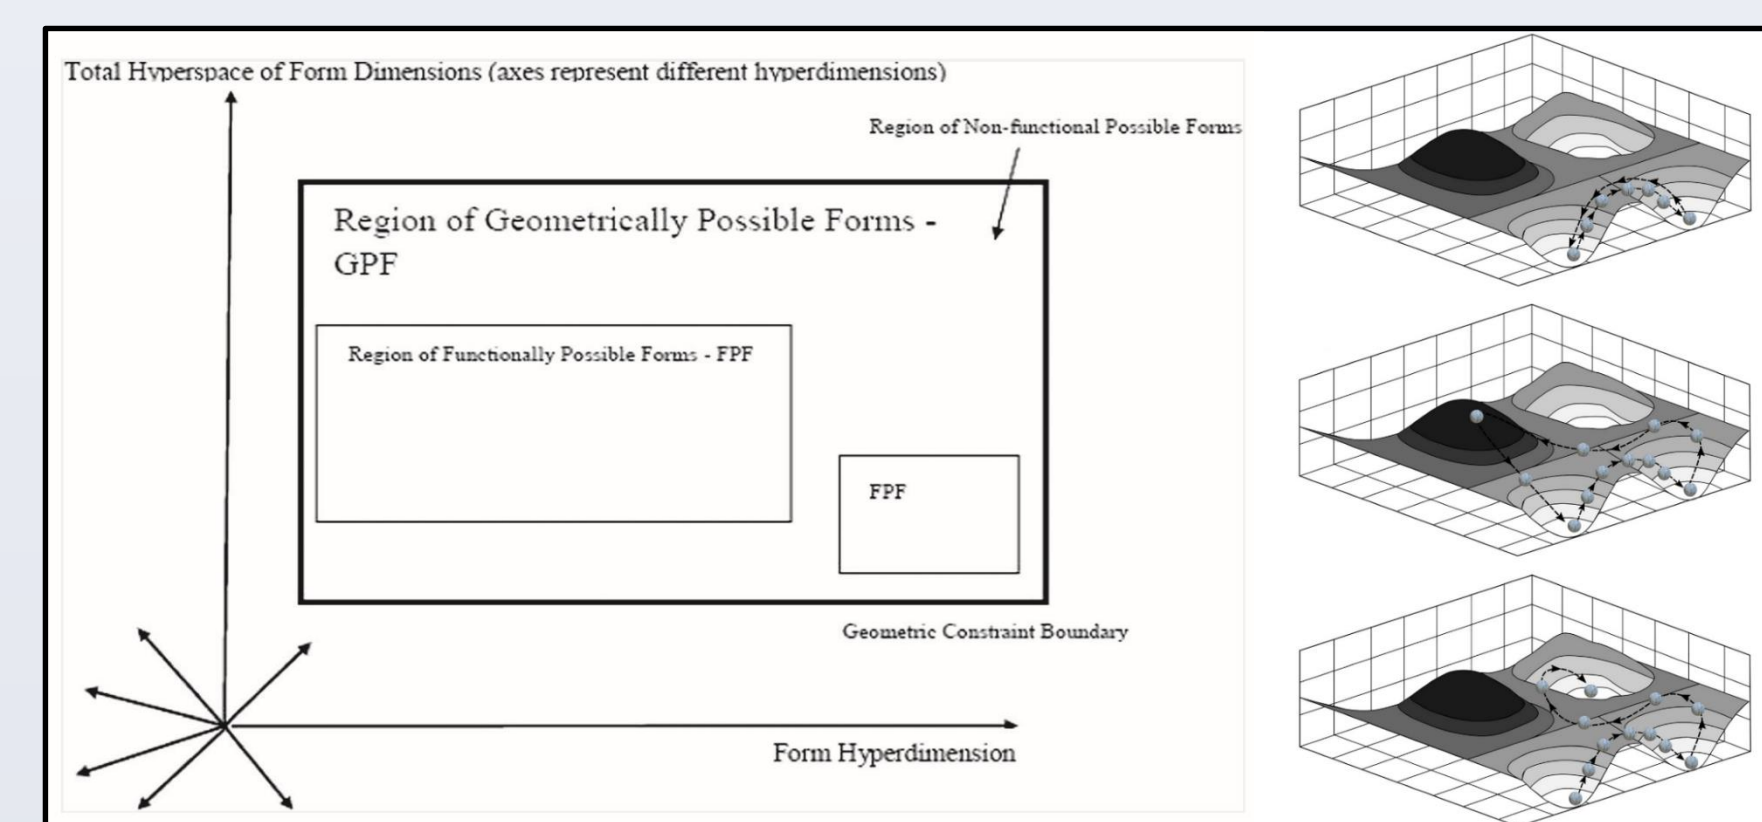 Total Hyperspace of Form Dimensions (axes represent different hyperdimensions)
Region of Non-functional Possible Forms
Region of Geometrically Possible Forms -
GPF
Region of Functionally Possible Forms - FPF
FPF
Geometric Constraint Boundary
Form Hyperdimension